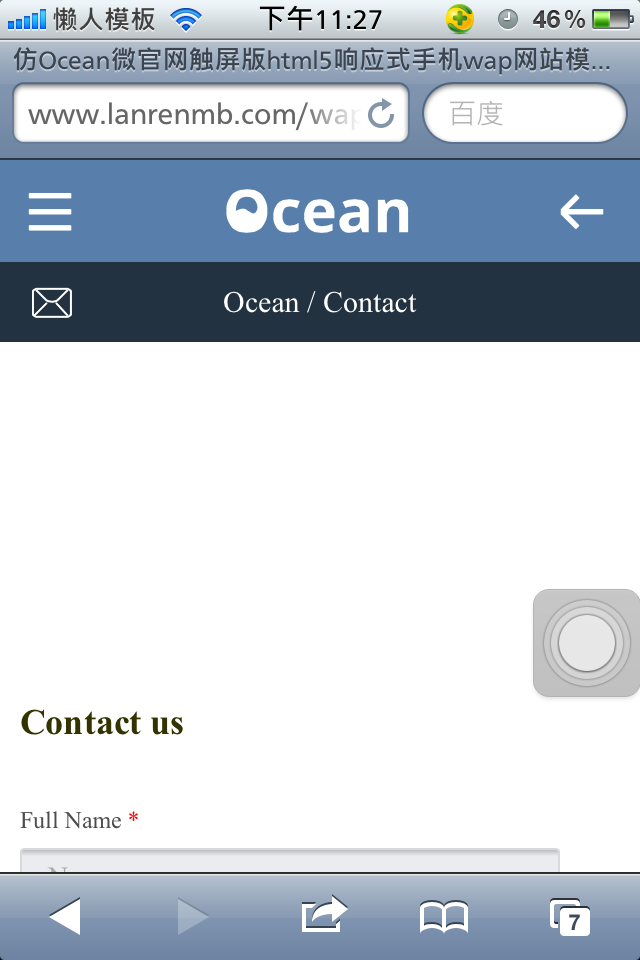 懒人模板 下午11:27 46%
仿Ocean微官网触屏版html5响应式手机wap网站模...
www.lanrenmb.com/wap 百度
Ocean
Ocean / Contact
Contact us
Full Name *
7